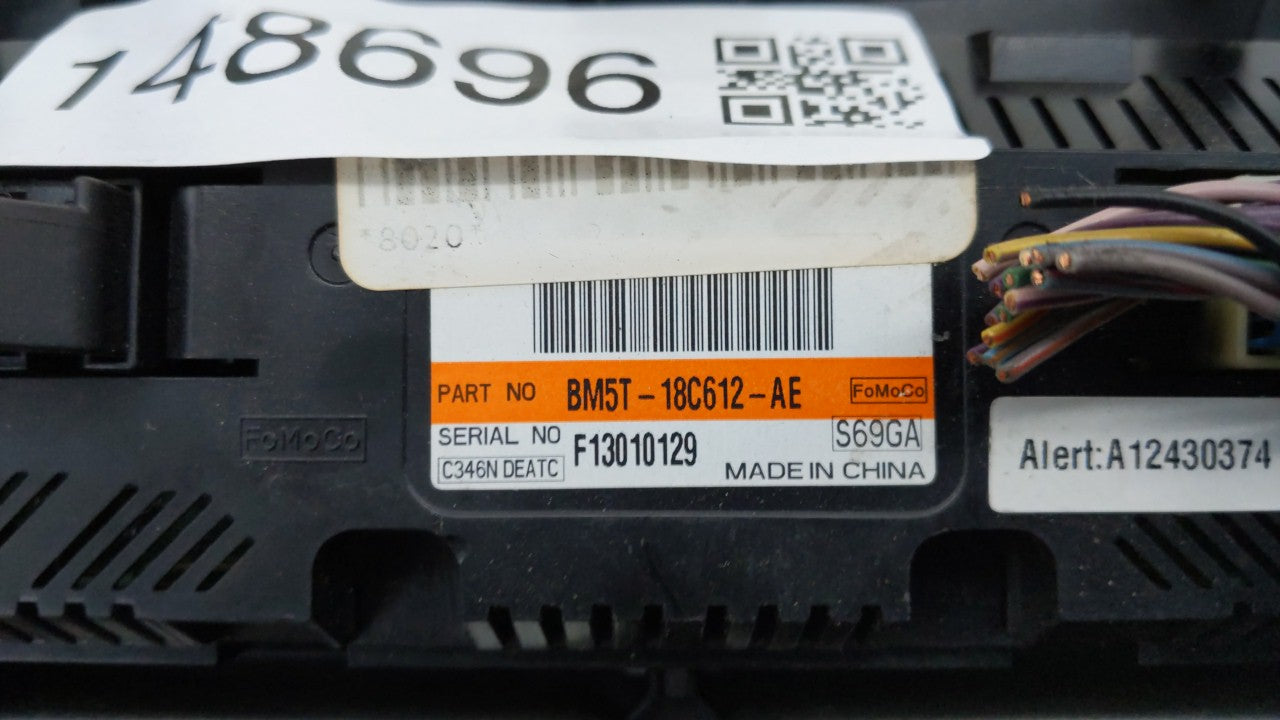 148696
*8020*
PART NO BM5T-18C612-AE FoMoCo
SERIAL NO F13010129 S69GA
C346N DEATC MADE IN CHINA
FoMoCo
Alert:A12430374